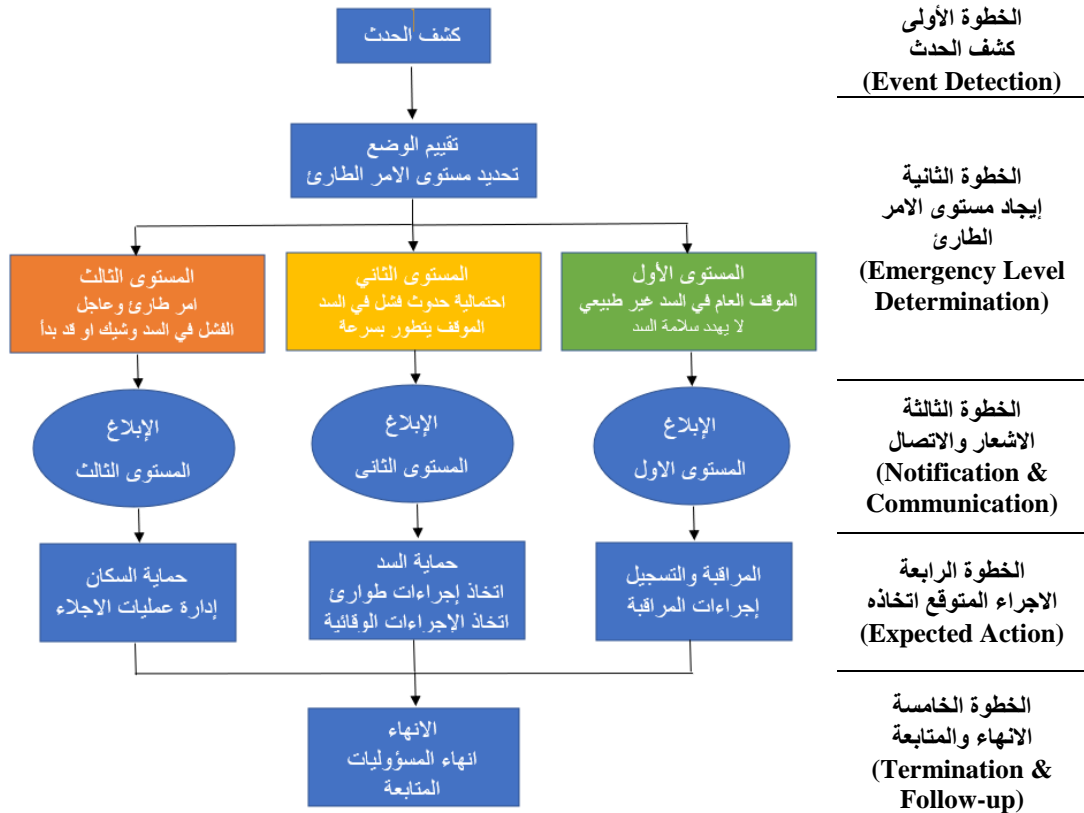 الخطوة الأولى
كشف الحدث
(Event Detection)
كشف الحدث
الخطوة الثانية
إيجاد مستوى الامر
الطارئ
(Emergency Level
Determination)
تقييم الوضع
تحديد مستوى الامر الطارئ
المستوى الأول
الموقف العام في السد غير طبيعي
لا يهدد سلامة السد
المستوى الثاني
احتمالية حدوث فشل في السد
الموقف يتطور بسرعة
المستوى الثالث
امر طارئ وعاجل
الفشل في السد وشيك او قد بدأ
الخطوة الثالثة
الاشعار والاتصال
(Notification &
Communication)
الإبلاغ
المستوى الاول
الإبلاغ
المستوى الثانى
الإبلاغ
المستوى الثالث
الخطوة الرابعة
الاجراء المتوقع اتخاذه
(Expected Action)
المراقبة والتسجيل
إجراءات المراقبة
حماية السد
اتخاذ إجراءات طوارئ
اتخاذ الإجراءات الوقائية
حماية السكان
إدارة عمليات الاجلاء
الخطوة الخامسة
الانهاء والمتابعة
(Termination &
Follow-up)
الانهاء
انهاء المسؤوليات
المتابعة